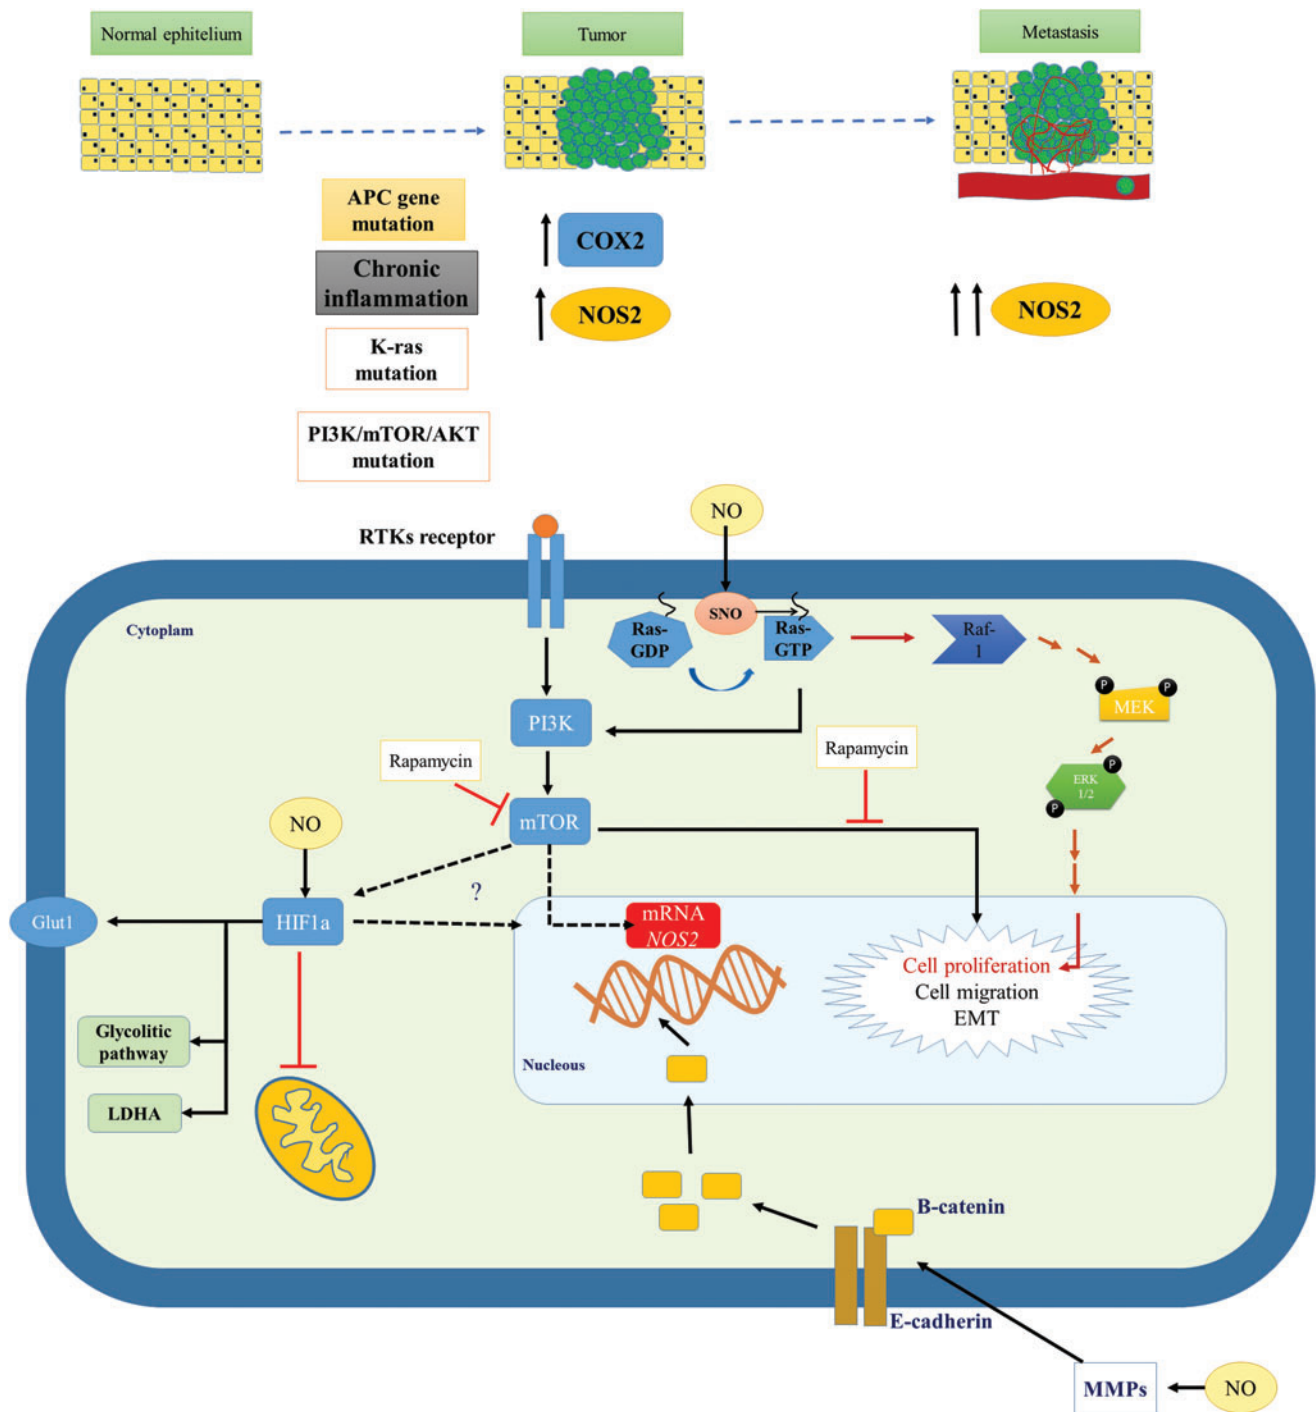 Normal ephitelium
Tumor
Metastasis
APC gene
mutation
COX2
Chronic
inflammation
NOS2
NOS2
K-ras
mutation
PI3K/mTOR/AKT
mutation
NO
RTKs receptor
Cytoplam
SNO
Ras-
GDP
Ras-
GTP
Raf-
1
P
P
MEK
PI3K
Rapamycin
Rapamycin
P
ERK
1/2
P
NO
mTOR
?
Glut1
HIF1a
mRNA
NOS2
Cell proliferation
Cell migration
EMT
Glycolitic
pathway
Nucleous
LDHA
B-catenin
E-cadherin
MMPs
NO